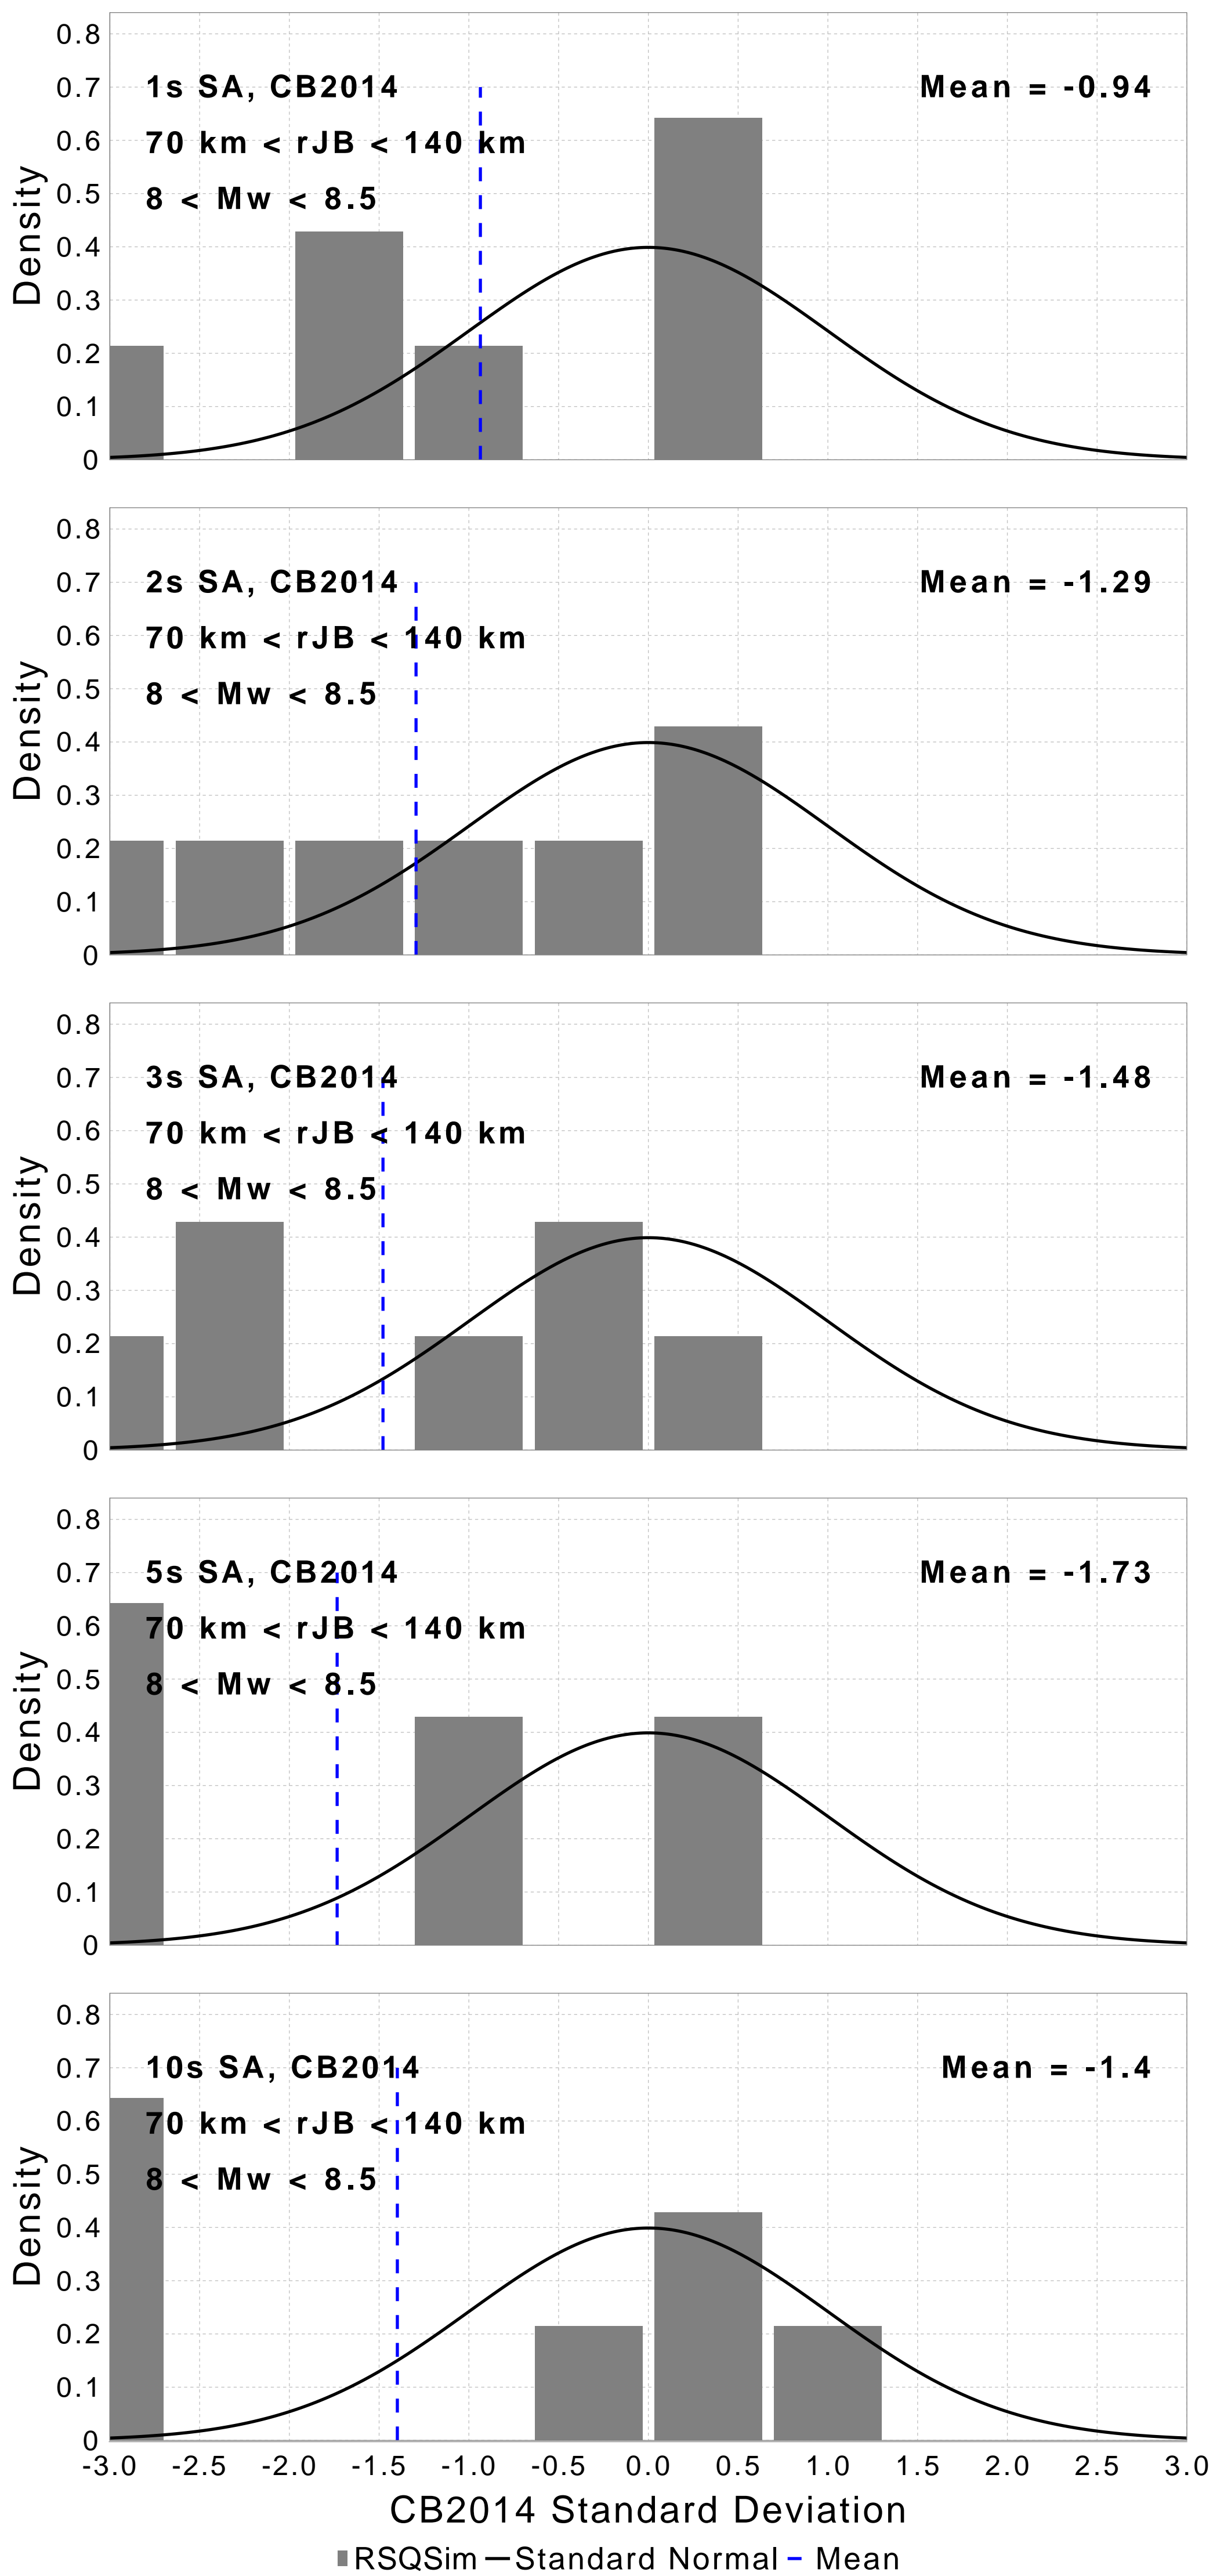 0.8
0.7
0.6
0.5
0.4
0.3
0.2
0.1
0
Density
1s SA, CB2014
70 km < rJB < 140 km
8 < Mw < 8.5
Mean = -0.94
0.8
0.7
0.6
0.5
0.4
0.3
0.2
0.1
0
Density
2s SA, CB2014
70 km < rJB < 140 km
8 < Mw < 8.5
Mean = -1.29
0.8
0.7
0.6
0.5
0.4
0.3
0.2
0.1
0
Density
3s SA, CB2014
70 km < rJB < 140 km
8 < Mw < 8.5
Mean = -1.48
0.8
0.7
0.6
0.5
0.4
0.3
0.2
0.1
0
Density
5s SA, CB2014
70 km < rJB < 140 km
8 < Mw < 8.5
Mean = -1.73
0.8
0.7
0.6
0.5
0.4
0.3
0.2
0.1
0
Density
10s SA, CB2014
70 km < rJB < 140 km
8 < Mw < 8.5
Mean = -1.4
-3.0 -2.5 -2.0 -1.5 -1.0 -0.5 0.0 0.5 1.0 1.5 2.0 2.5 3.0
CB2014 Standard Deviation
RSQSim Standard Normal Mean